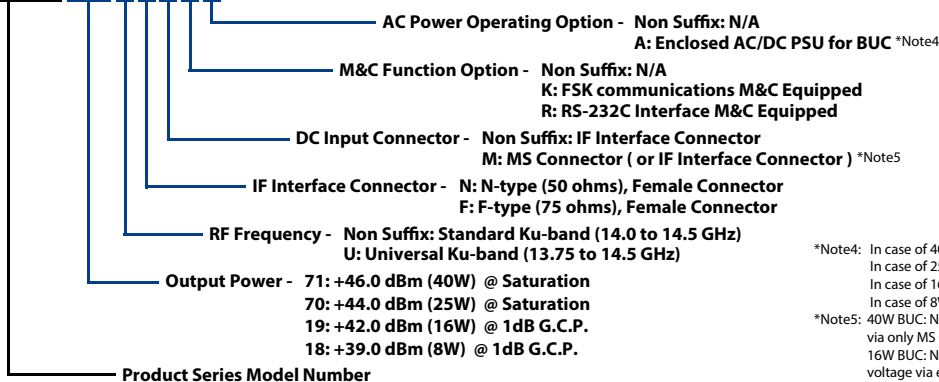 AC Power Operating Option - Non Suffix: N/A
A: Enclosed AC/DC PSU for BUC *Note4
M&C Function Option - Non Suffix: N/A
K: FSK communications M&C Equipped
R: RS-232C Interface M&C Equipped
DC Input Connector - Non Suffix: IF Interface Connector
M: MS Connector ( or IF Interface Connector ) *Note5
IF Interface Connector - N: N-type (50 ohms), Female Connector
F: F-type (75 ohms), Female Connector
RF Frequency - Non Suffix: Standard Ku-band (14.0 to 14.5 GHz)
U: Universal Ku-band (13.75 to 14.5 GHz)
Output Power - 71: +46.0 dBm (40W) @ Saturation
70: +44.0 dBm (25W) @ Saturation
19: +42.0 dBm (16W) @ 1dB G.C.P.
18: +39.0 dBm (8W) @ 1dB G.C.P.
Product Series Model Number
*Note4: In case of 4
In case of 2
In case of 1
In case of 8
*Note5: 40W BUC: N
via only MS
16W BUC: N
voltage via